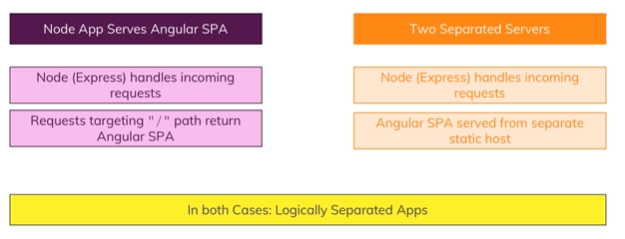 Node App Serves Angular SPA
Two Separated Servers
Node (Express) handles incoming
requests
Node (Express) handles incoming
requests
Requests targeting "/" path return
Angular SPA
Angular SPA served from separate
static host
In both Cases: Logically Separated Apps